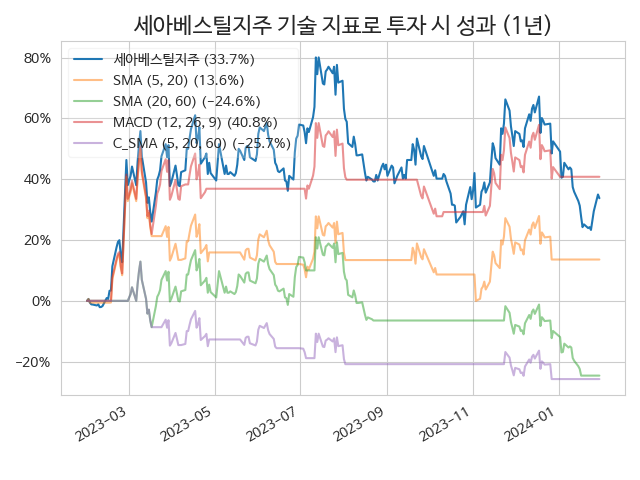 세아베스틸지주 기술 지표로 투자 시 성과 (1년)
세아베스틸지주 (33.7%)
SMA (5, 20) (13.6%)
SMA (20, 60) (−24.6%)
MACD (12, 26, 9) (40.8%)
C_SMA (5, 20, 60) (−25.7%)
80%
60%
40%
20%
0%
−20%
2023−03
2023−05
2023−07
2023−09
2023−11
2024−01